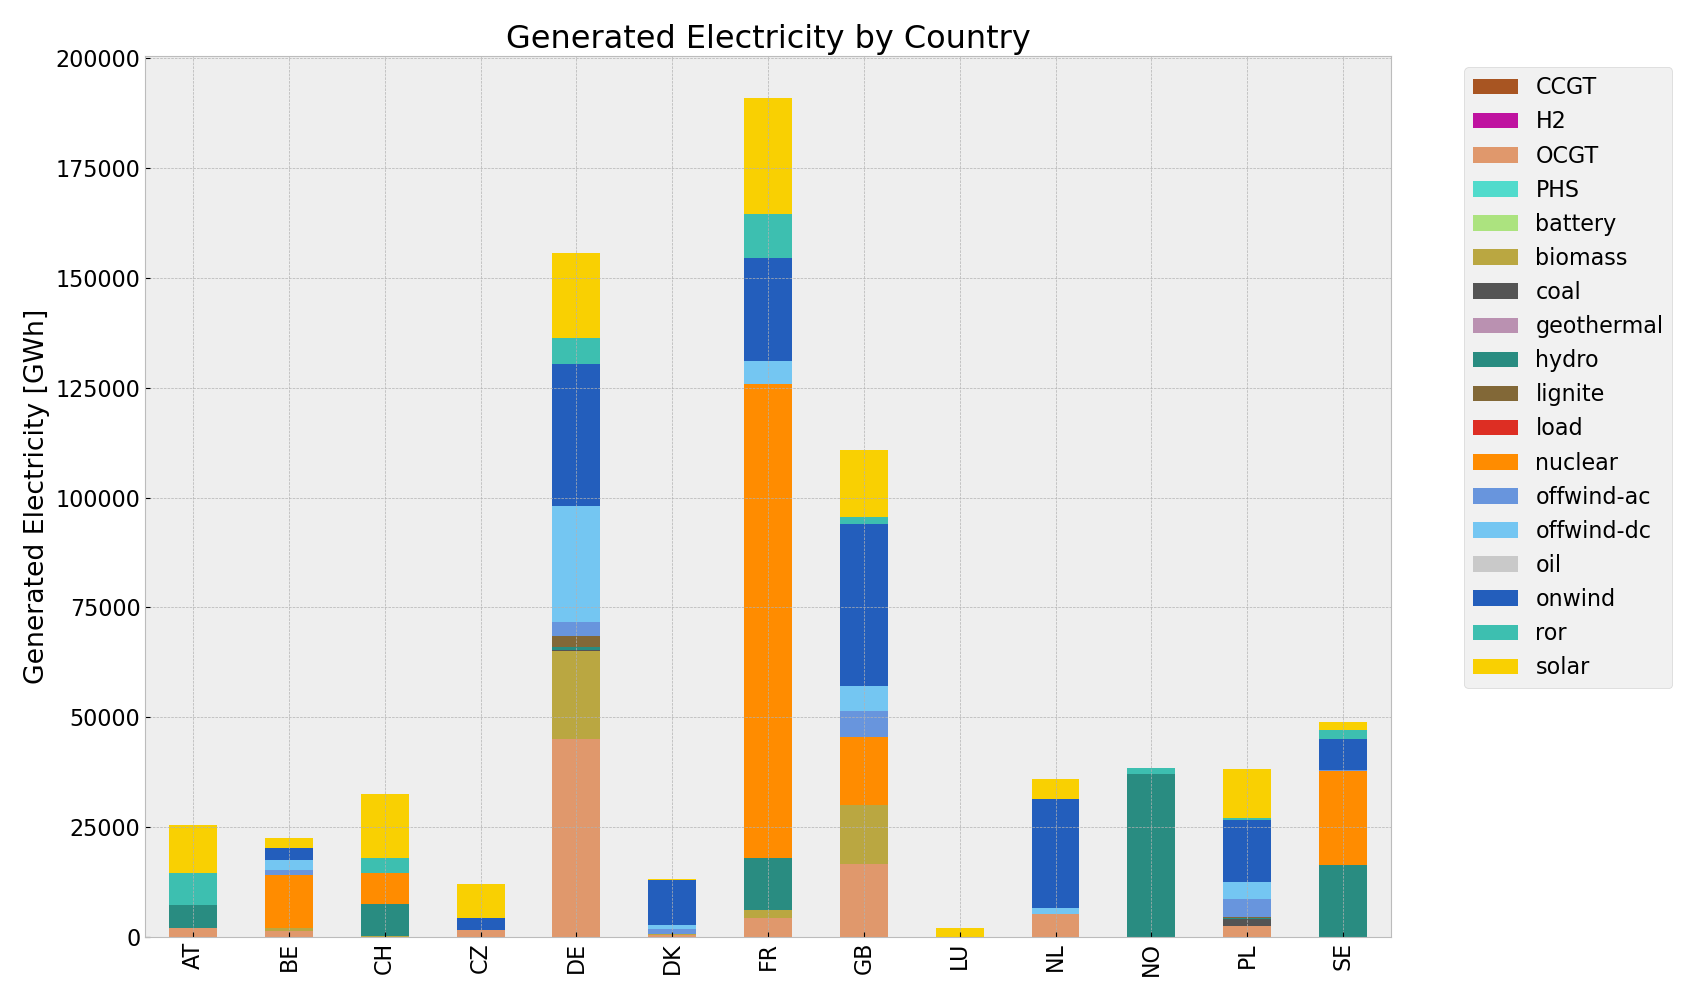 Generated Electricity by Country
Generated Electricity [GWh]
200000
175000
150000
125000
100000
75000
50000
25000
0
AT
BE
CH
CZ
DE
DK
FR
GB
LU
NL
NO
PL
SE
CCGT
H2
OCGT
PHS
battery
biomass
coal
geothermal
hydro
lignite
load
nuclear
offwind-ac
offwind-dc
oil
onwind
ror
solar